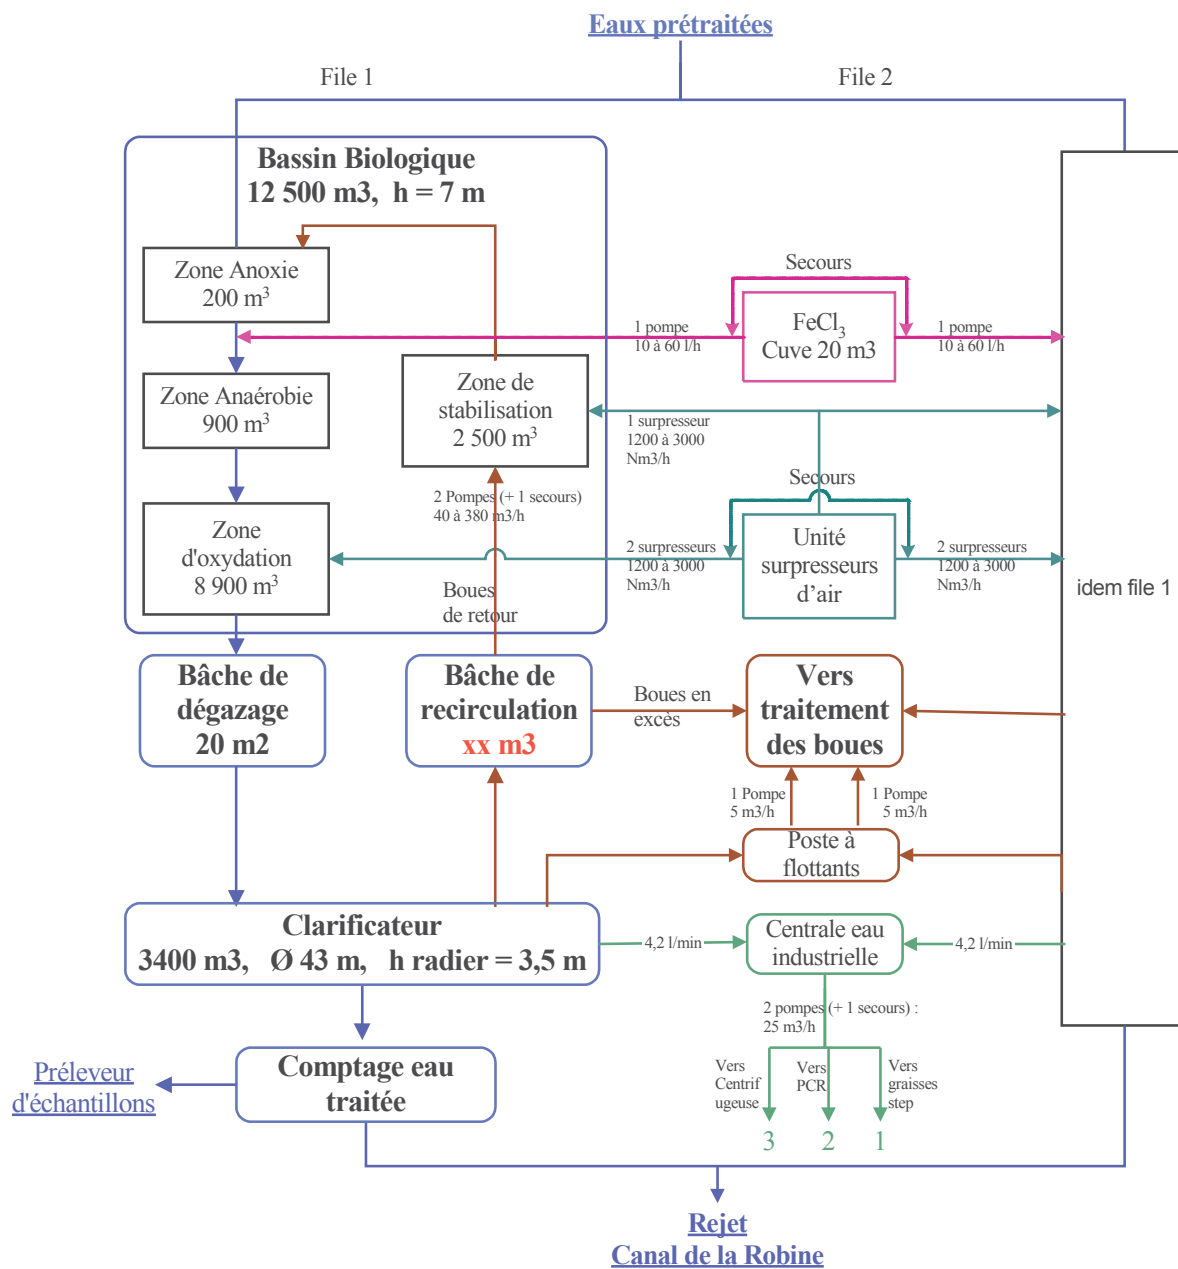 Eaux prétraitées
File 1
File 2
Bassin Biologique
12 500 m3, h = 7 m
Zone Anoxie
200 m³
Secours
FeCl₃
Cuve 20 m3
1 pompe
10 à 60 l/h
1 pompe
10 à 60 l/h
Zone Anaérobie
900 m³
Zone de
stabilisation
2 500 m³
1 surpresseur
1200 à 3000
Nm3/h
2 Pompes (+ 1 secours)
40 à 380 m3/h
Secours
Zone
d'oxydation
8 900 m³
2 surpresseurs
1200 à 3000
Nm3/h
Unité
surpresseurs
d’air
2 surpresseurs
1200 à 3000
Nm3/h
idem file 1
Boues
de retour
Bâche de
dégazage
20 m2
Bâche de
recirculation
xx m3
Boues en
excès
Vers
traitement
des boues
1 Pompe
5 m3/h
1 Pompe
5 m3/h
Poste à
flottants
Clarificateur
3400 m3, Ø 43 m, h radier = 3,5 m
4,2 l/min
Centrale eau
industrielle
4,2 l/min
2 pompes (+ 1 secours) :
25 m3/h
Vers
Centrif
ugeuse
Vers
PCR
Vers
graisses
step
3
2
1
Comptage eau
traitée
Préleveur
d'échantillons
Rejet
Canal de la Robine